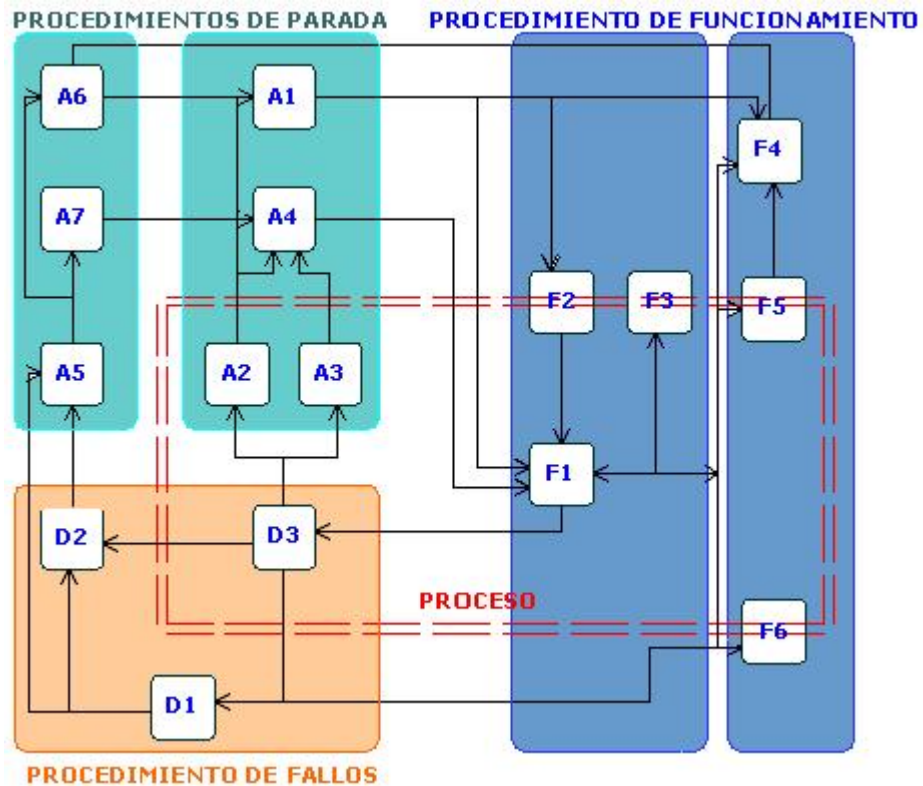 PROCEDIMIENTOS DE PARADA
PROCEDIMIENTO DE FUNCIONAMIENTO
A6
A1
F4
A7
A4
F2
F3
F5
A5
A2
A3
F1
D2
D3
PROCESO
F6
D1
PROCEDIMIENTO DE FALLOS